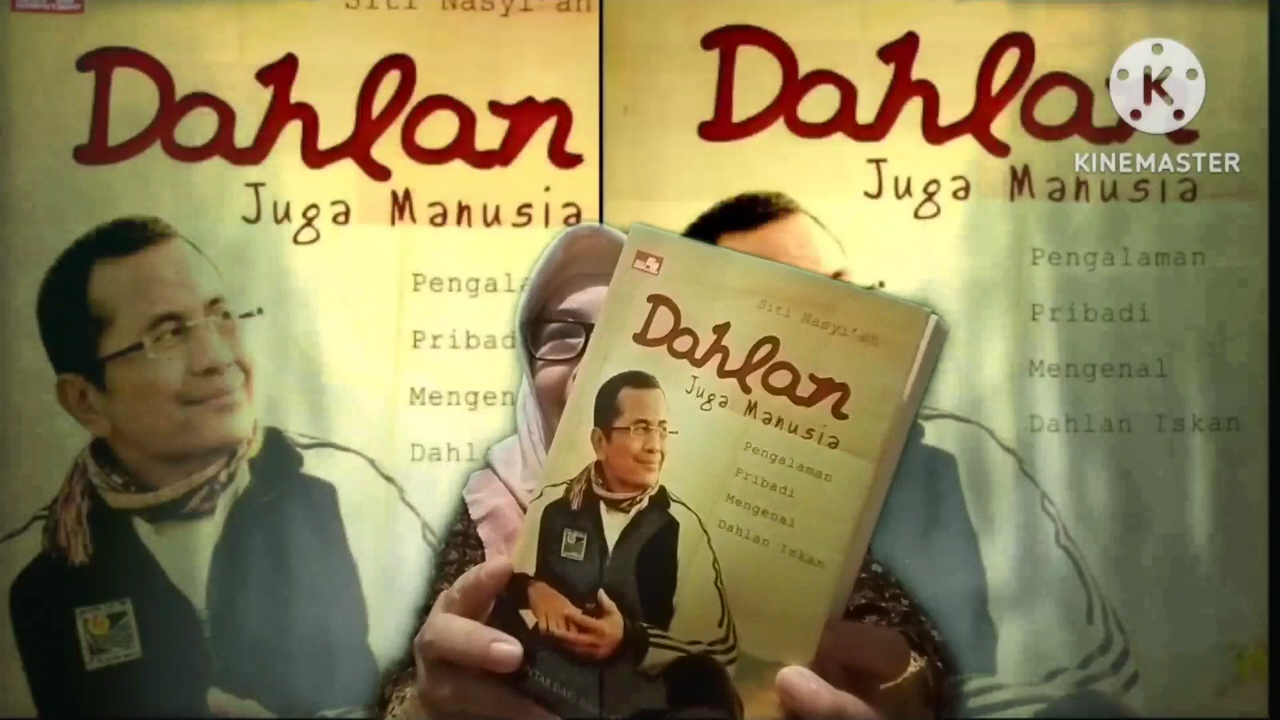 Siti Nasyi'ah
Dahlan
Juga Manusia
Pengala
Pribad
Mengen
Dahl
Dahlan
Juga Manusia
Pengalaman
Pribadi
Mengenal
Dahlan Iskan
KINEMASTER
Siti Nasyi'ah
Dahlan
Juga Manusia
Pengalaman
Pribadi
Mengenal
Dahlan Iskan